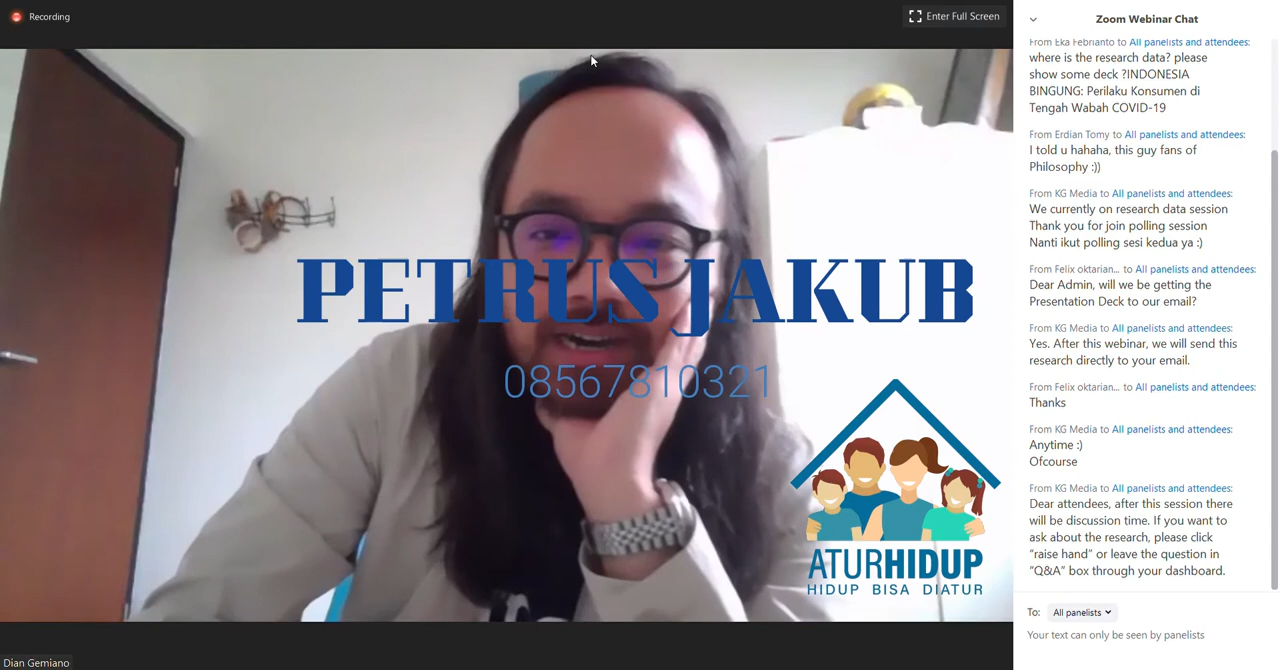 Recording
Enter Full Screen
PETRUS JAKUB
08567810321
ATURHIDUP
HIDUP BISA DIATUR
Dian Gemiano
Zoom Webinar Chat
From Eka Febrianto to All panelists and attendees:
where is the research data? please
show some deck ?INDONESIA
BINGUNG: Perilaku Konsumen di
Tengah Wabah COVID-19
From Erdian Tomy to All panelists and attendees:
I told u hahaha, this guy fans of
Philosophy :))
From KG Media to All panelists and attendees:
We currently on research data session
Thank you for join polling session
Nanti ikut polling sesi kedua ya :)
From Felix oktarian... to All panelists and attendees:
Dear Admin, will we be getting the
Presentation Deck to our email?
From KG Media to All panelists and attendees:
Yes. After this webinar, we will send this
research directly to your email.
From Felix oktarian... to All panelists and attendees:
Thanks
From KG Media to All panelists and attendees:
Anytime :)
Ofcourse
From KG Media to All panelists and attendees:
Dear attendees, after this session there
will be discussion time. If you want to
ask about the research, please click
“raise hand” or leave the question in
“Q&A” box through your dashboard.
To: All panelists
Your text can only be seen by panelists